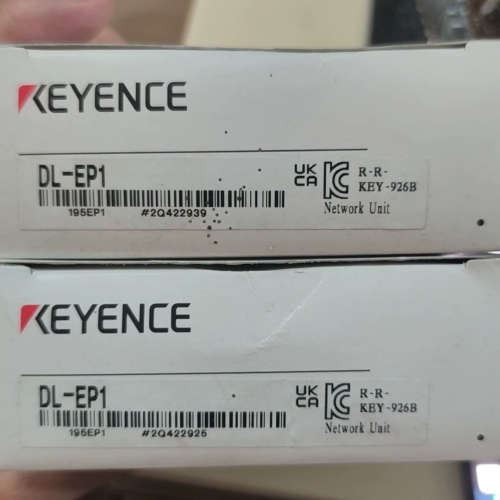 KEYENCE
DL-EP1
195EP1 #2Q422939
UK CA
R-R-
KEY-926B
Network Unit
KEYENCE
DL-EP1
195EP1 #2Q422925
UK CA
R-R-
KEY-926B
Network Unit